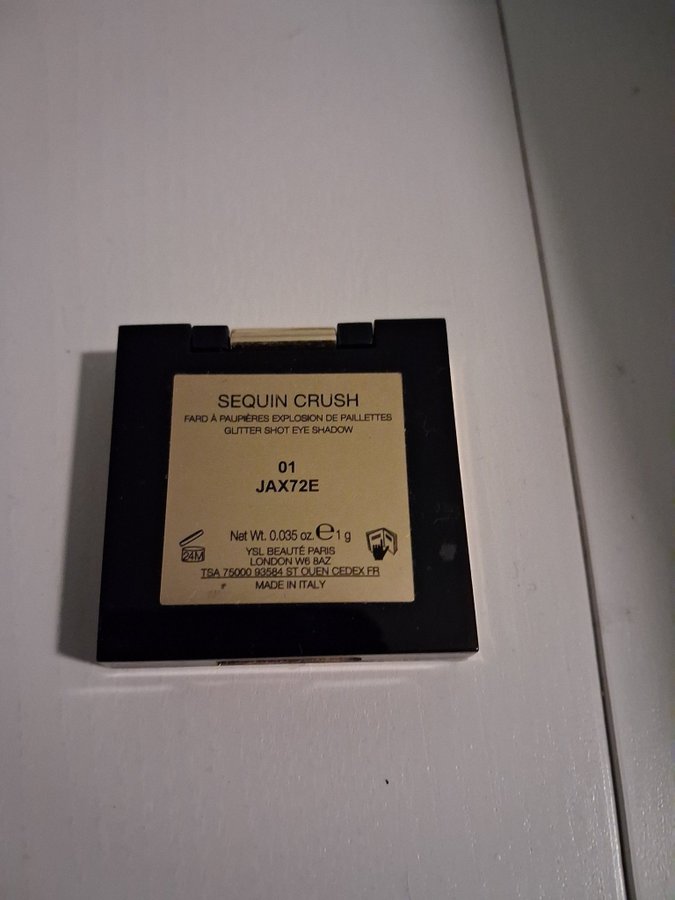 SEQUIN CRUSH
FARD À PAUPIÈRES EXPLOSION DE PAILLETTES
GLITTER SHOT EYE SHADOW
01
JAX72E
24M
Net Wt. 0.035 oz. ℮ 1 g
YSL BEAUTÉ PARIS
LONDON W6 8AZ
TSA 75000 93584 ST OUEN CEDEX FR
MADE IN ITALY